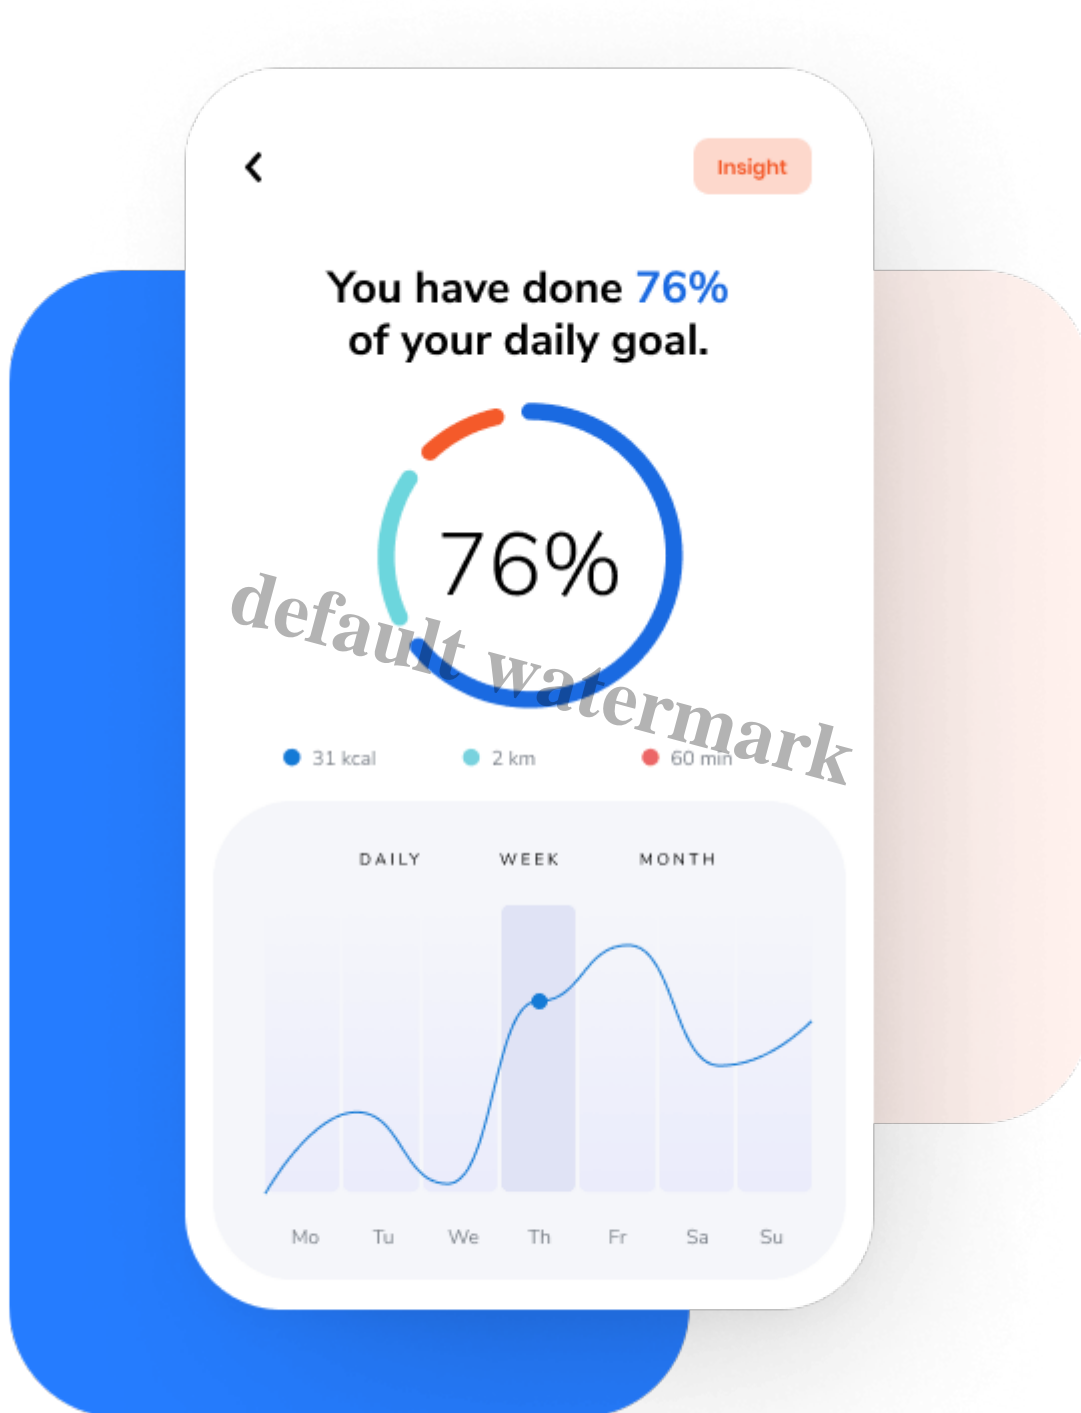 Insight
You have done 76%
of your daily goal.
76%
default watermark
31 kcal
2 km
60 min
DAILY
WEEK
MONTH
Mo
Tu
We
Th
Fr
Sa
Su